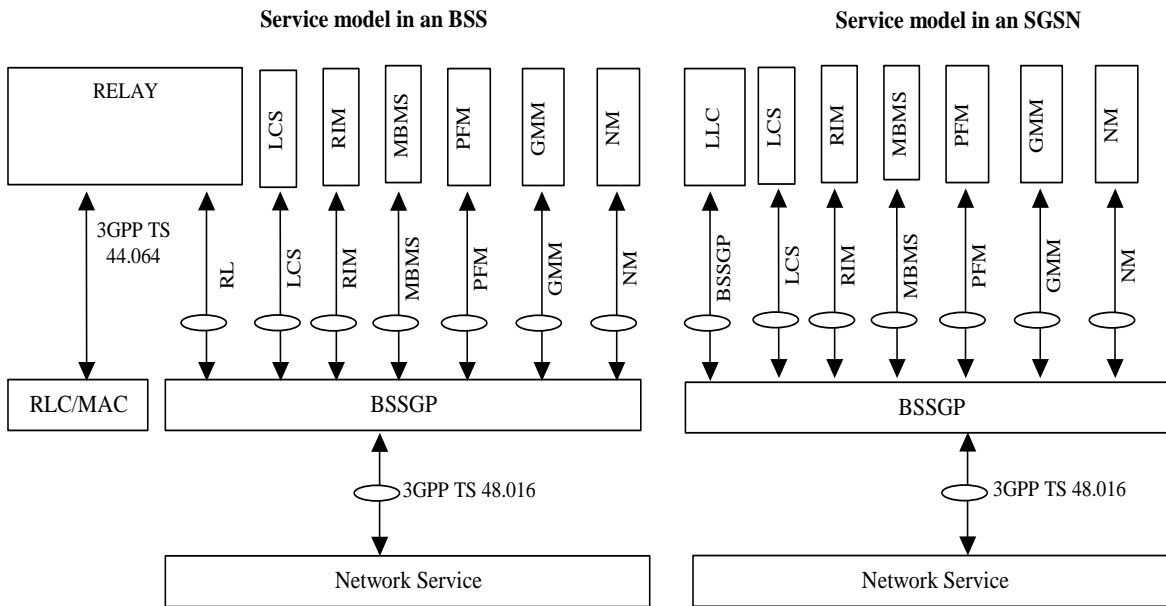 Service model in an BSS
Service model in an SGSN
RELAY
LCS
RIM
MBMS
PFM
GMM
NM
LLC
LCS
RIM
MBMS
PFM
GMM
NM
3GPP TS
44.064
RL
LCS
RIM
MBMS
PFM
GMM
NM
BSSGP
LCS
RIM
MBMS
PFM
GMM
NM
RLC/MAC
BSSGP
BSSGP
3GPP TS 48.016
3GPP TS 48.016
Network Service
Network Service